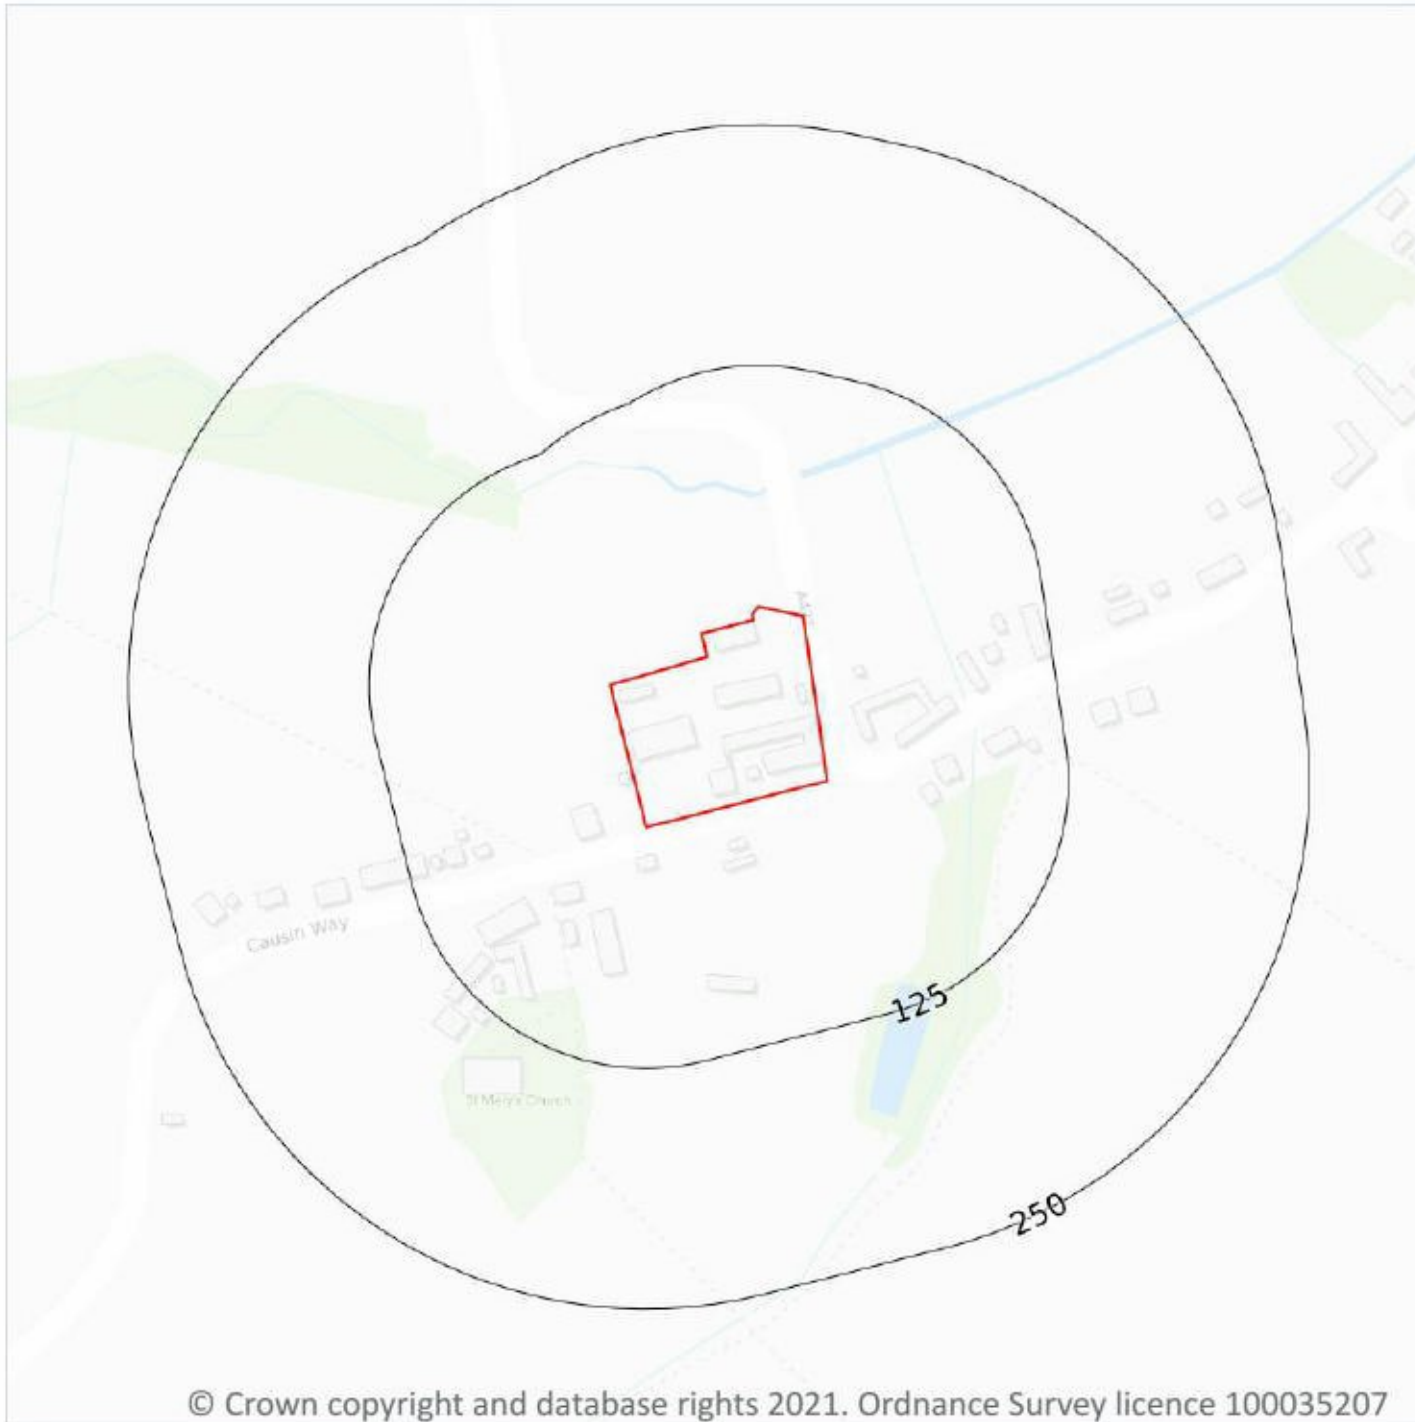 Causin Way
St Mary's Church
125
250
© Crown copyright and database rights 2021. Ordnance Survey licence 100035207